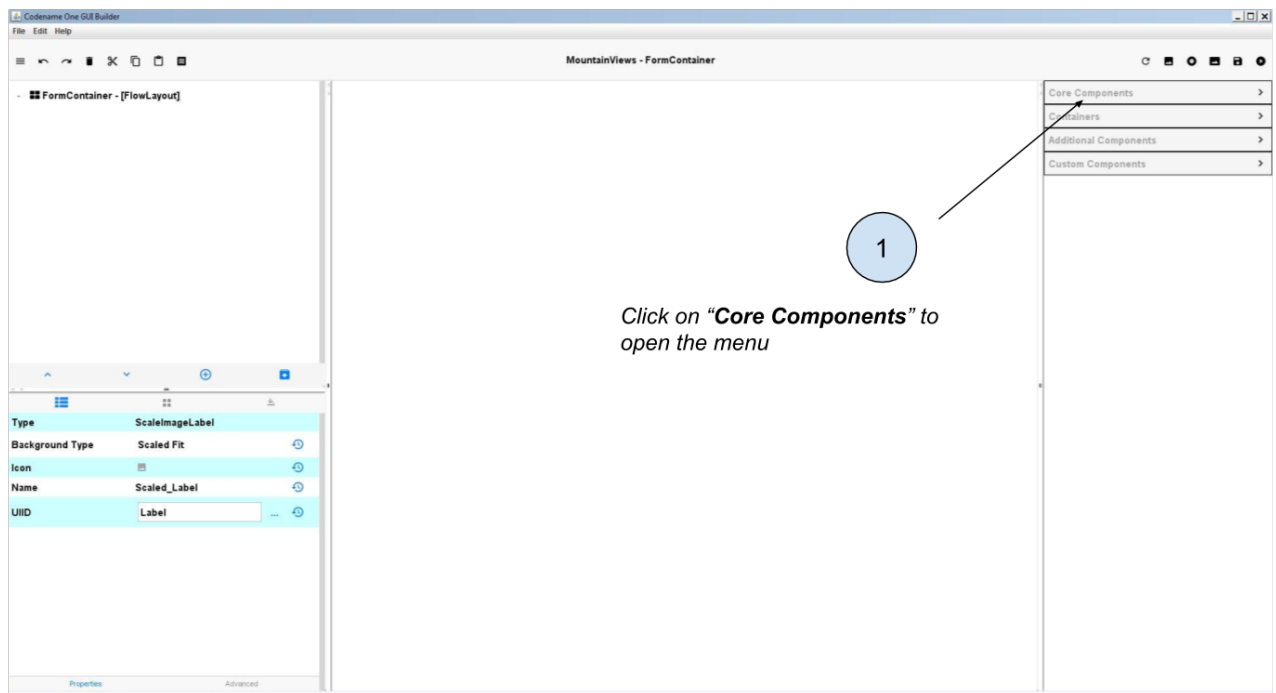 Codename One GUI Builder
File Edit Help
MountainViews - FormContainer
FormContainer - [FlowLayout]
Core Components
Containers
Additional Components
Custom Components
1
Click on “Core Components” to
open the menu
Type ScaleImageLabel
Background Type Scaled Fit
Icon
Name Scaled_Label
UIID Label ...
Properties Advanced